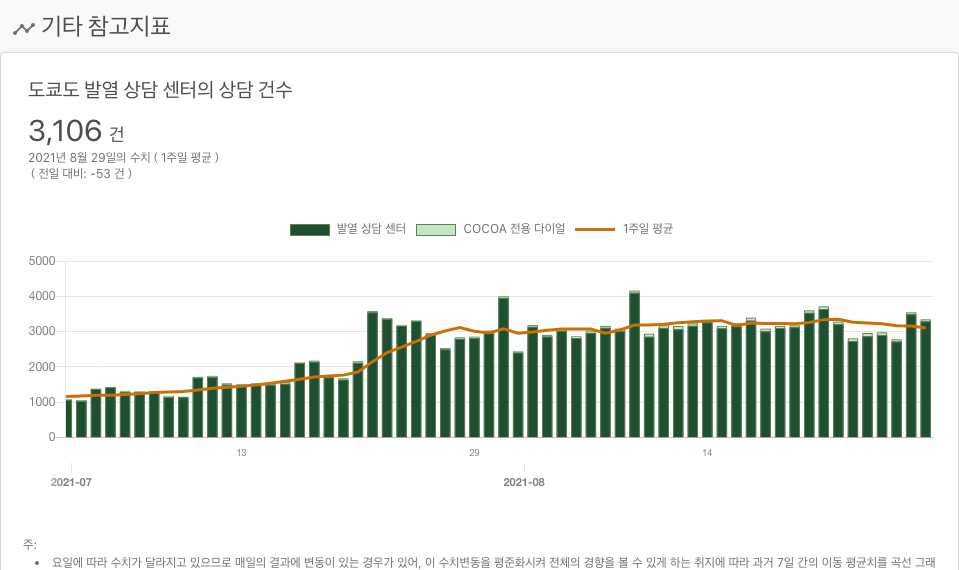 기타 참고지표
도쿄도 발열 상담 센터의 상담 건수
3,106 건
2021년 8월 29일의 수치 ( 1주일 평균 )
( 전일 대비: -53 건 )
발열 상담 센터 COCOA 전용 다이얼 1주일 평균
5000
4000
3000
2000
1000
0
13 29 14
2021-07 2021-08
주:
• 요일에 따라 수치가 달라지고 있으므로 매일의 결과에 변동이 있는 경우가 있어, 이 수치변동을 평준화시켜 전체의 경향을 볼 수 있게 하는 취지에 따라 과거 7일 간의 이동 평균치를 곡선 그래